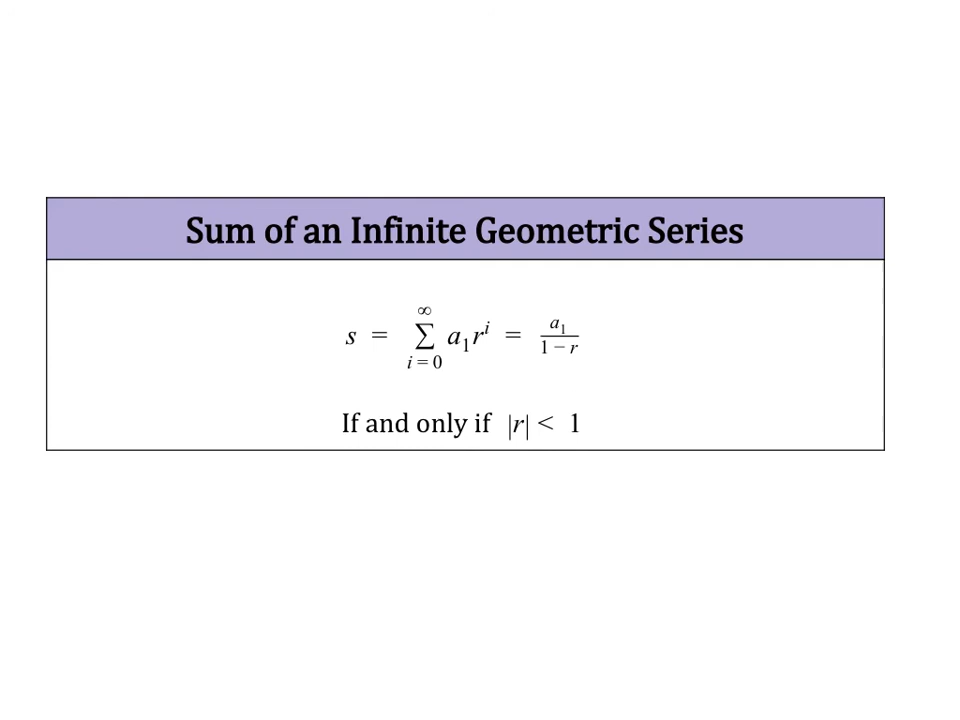 Sum of an Infinite Geometric Series
s = ∑_{i = 0}^{∞} a₁rⁱ = a₁/(1 − r)
If and only if |r| < 1